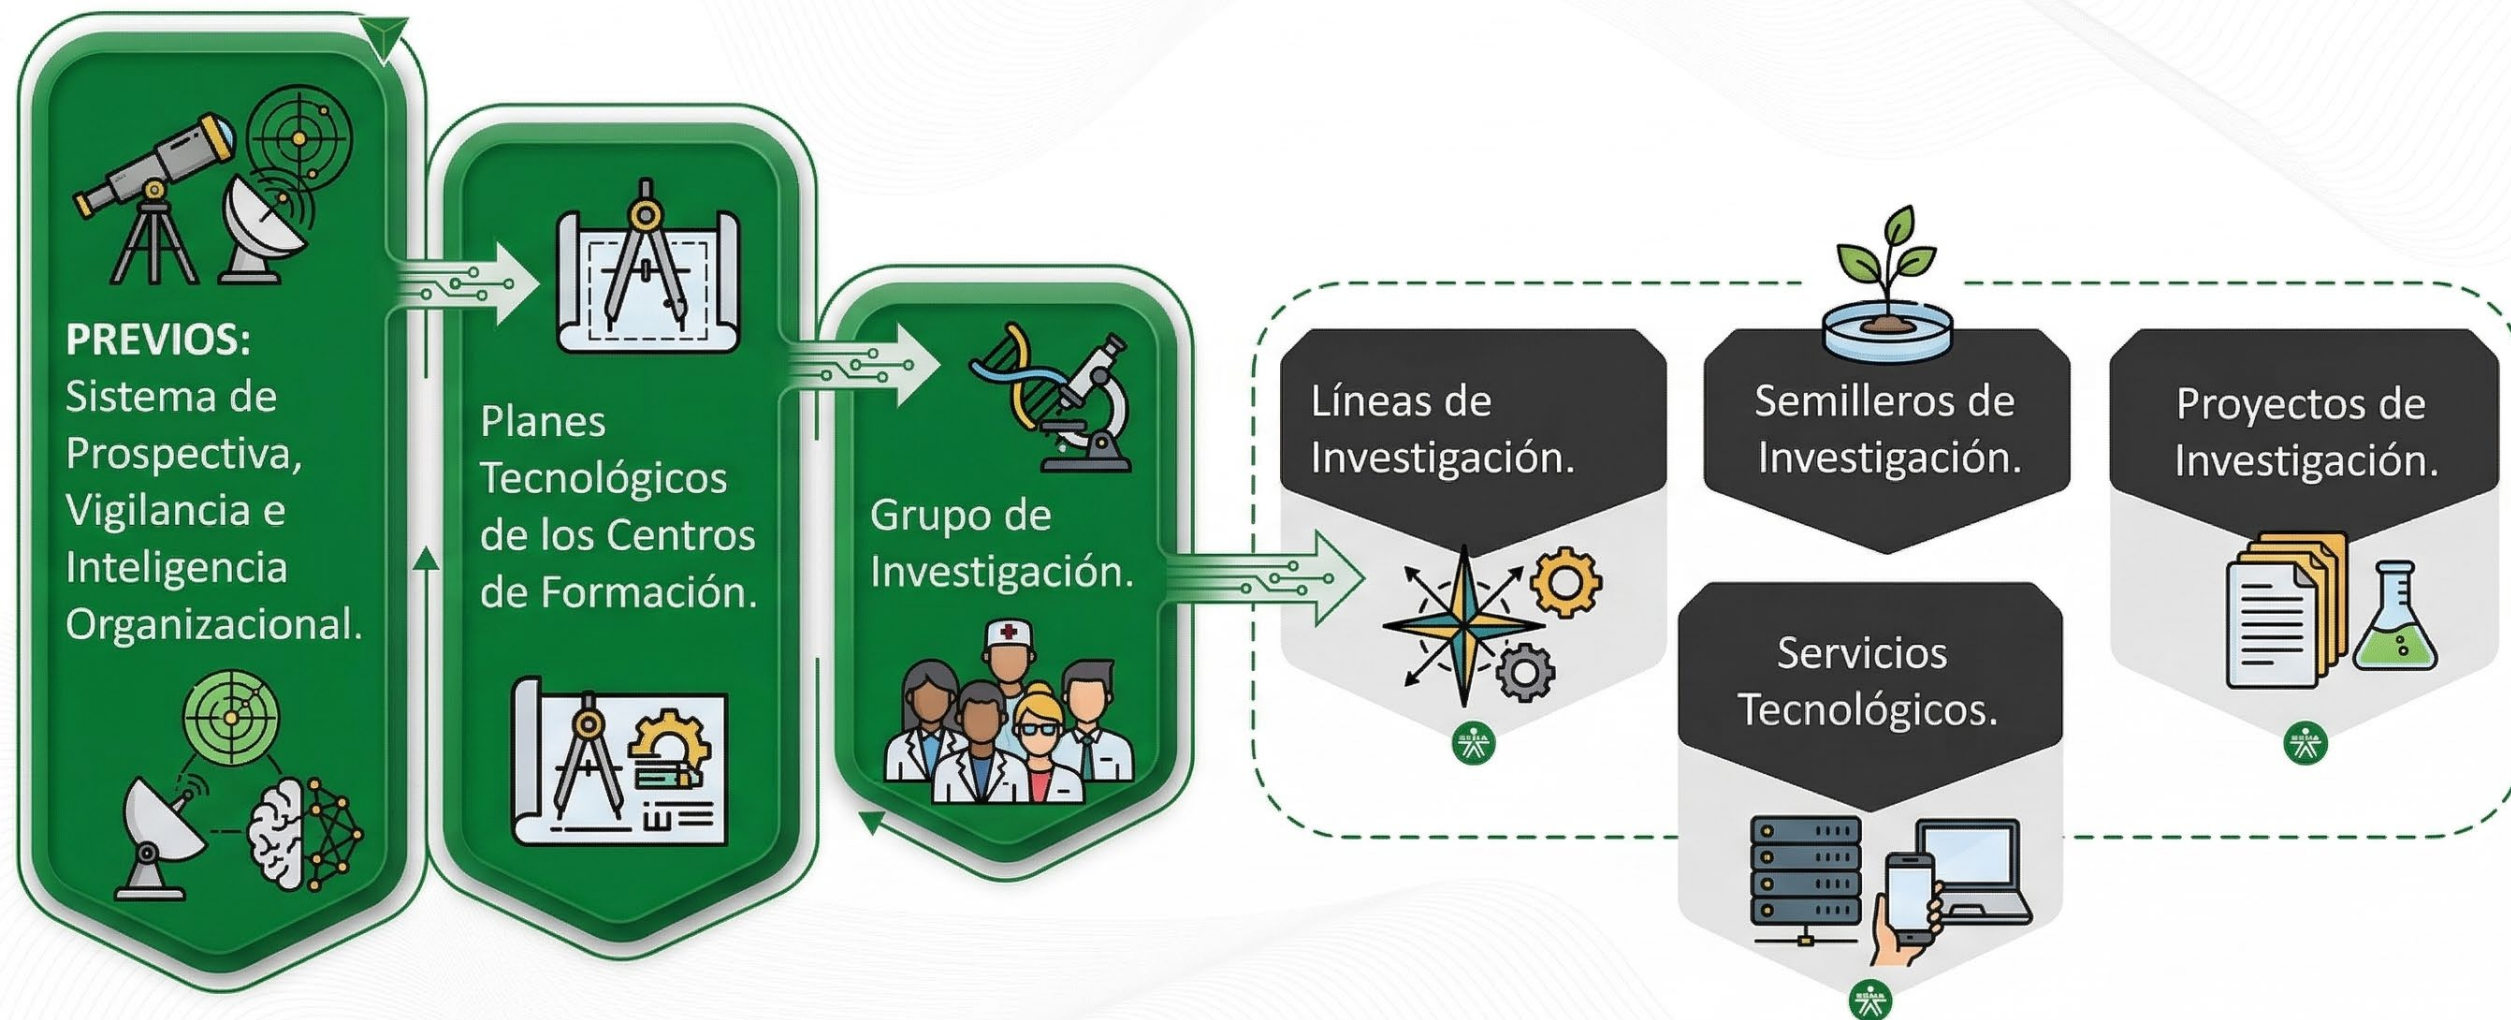 PREVIOS:
Sistema de
Prospectiva,
Vigilancia e
Inteligencia
Organizacional.
Planes
Tecnológicos
de los Centros
de Formación.
Grupo de
Investigación.
Líneas de
Investigación.
Semilleros de
Investigación.
Proyectos de
Investigación.
Servicios
Tecnológicos.